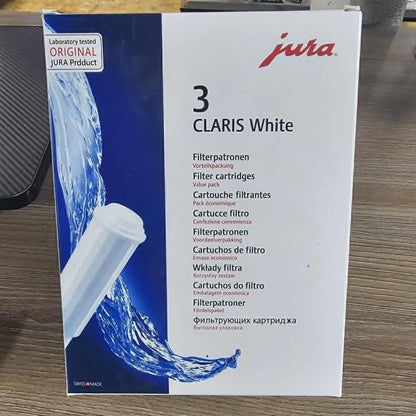 Laboratory tested
ORIGINAL
JURA Prdduct
jura
3
CLARIS White
Filterpatronen
Vorteilspackung
Filter cartridges
Value pack
Cartouche filtrantes
Pack économique
Cartucce filtro
Confezione convenienza
Filterpatronen
Voordeelverpakking
Cartuchos de filtro
Envase económico
Wkłady filtra
Korzystny zestaw
Cartuchos do filtro
Embalagem económica
Filterpatroner
Fördelspaket
фильтрующих картриджа
Выгодная упаковка
SWISS MADE